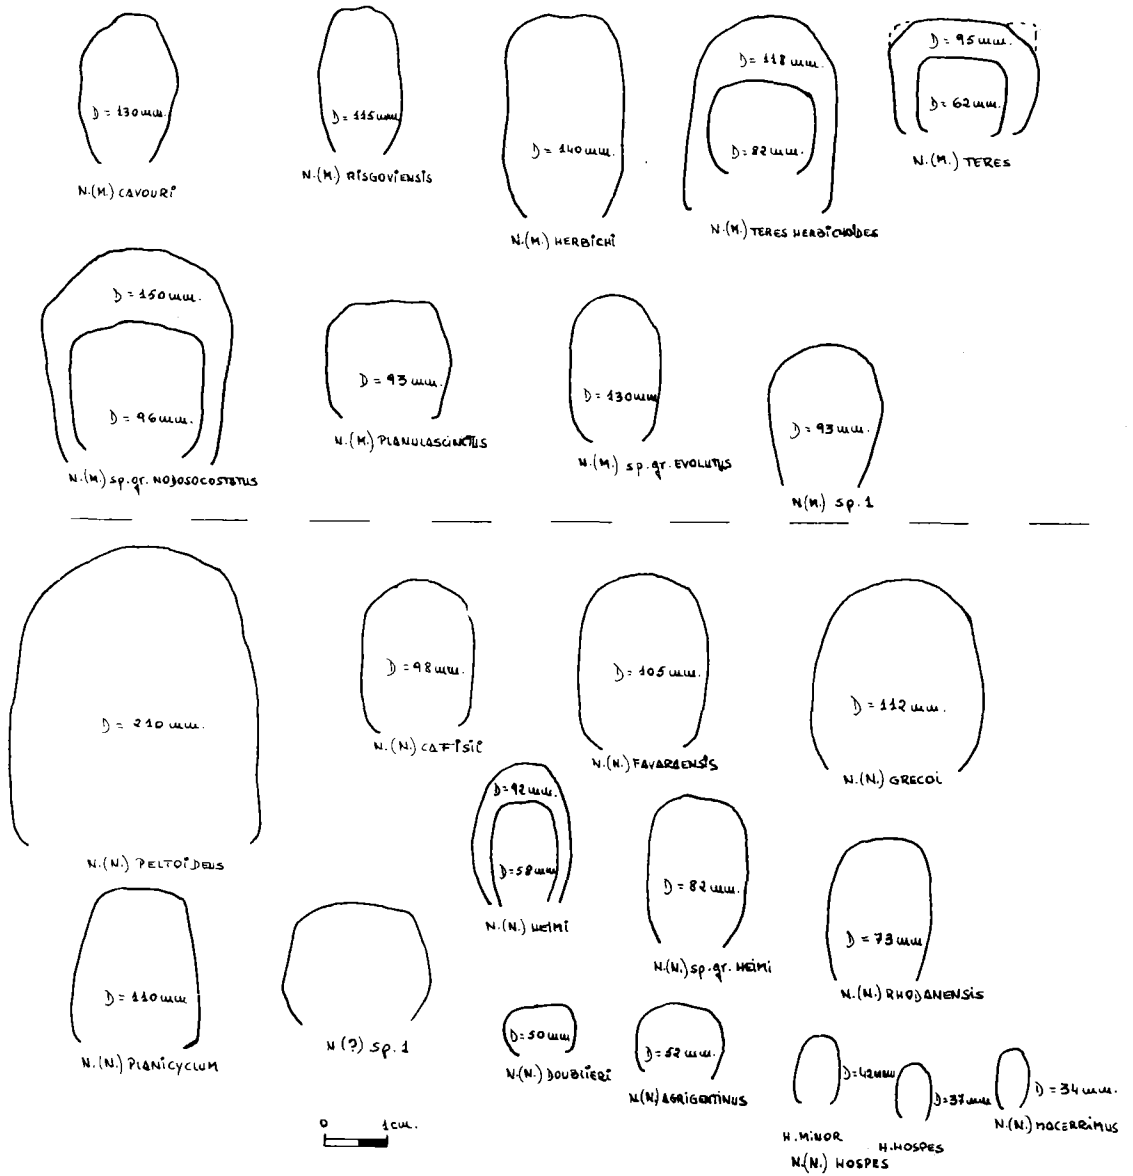 D = 130 mm.
N.(M.) CAVOURI
D = 115 mm.
N.(M) RISGOVIENSIS
D = 140 mm.
N.(M.) HERBICHI
D = 118 mm.
D = 82 mm.
N.(M.) TERES HERBICHOIDES
D = 95 mm.
D = 62 mm.
N.(M.) TERES
D = 150 mm.
D = 96 mm.
N.(M.) sp.gr. NODOSOCOSTATUS
D = 93 mm.
N.(M.) PLANULACINCTUS
D = 130 mm
N.(M.) sp.gr. EVOLUTUS
D = 93 mm.
N(M.) sp. 1
D = 210 mm.
N.(N.) PELTOIDEUS
D = 98 mm.
N.(N.) CAFISII
D = 105 mm.
N.(N.) FAVARAENSIS
D = 112 mm.
N.(N.) GRECOI
D = 92 mm.
D = 58 mm
N.(N.) HEIMI
D = 82 mm.
N.(N.) sp.gr. HEIMI
D = 73 mm
N.(N.) RHODANENSIS
D = 110 mm
N.(N.) PLANICYCLUM
N(?) sp. 1
D = 50 mm
N.(N.) DOUBLIERI
D = 52 mm.
N.(N.) AGRIGENTINUS
D = 42 mm
H. MINOR
D = 37 mm
H. HOSPES
N.(N.) HOSPES
D = 34 mm.
N.(N.) MACERRIMUS
0 1 cm.